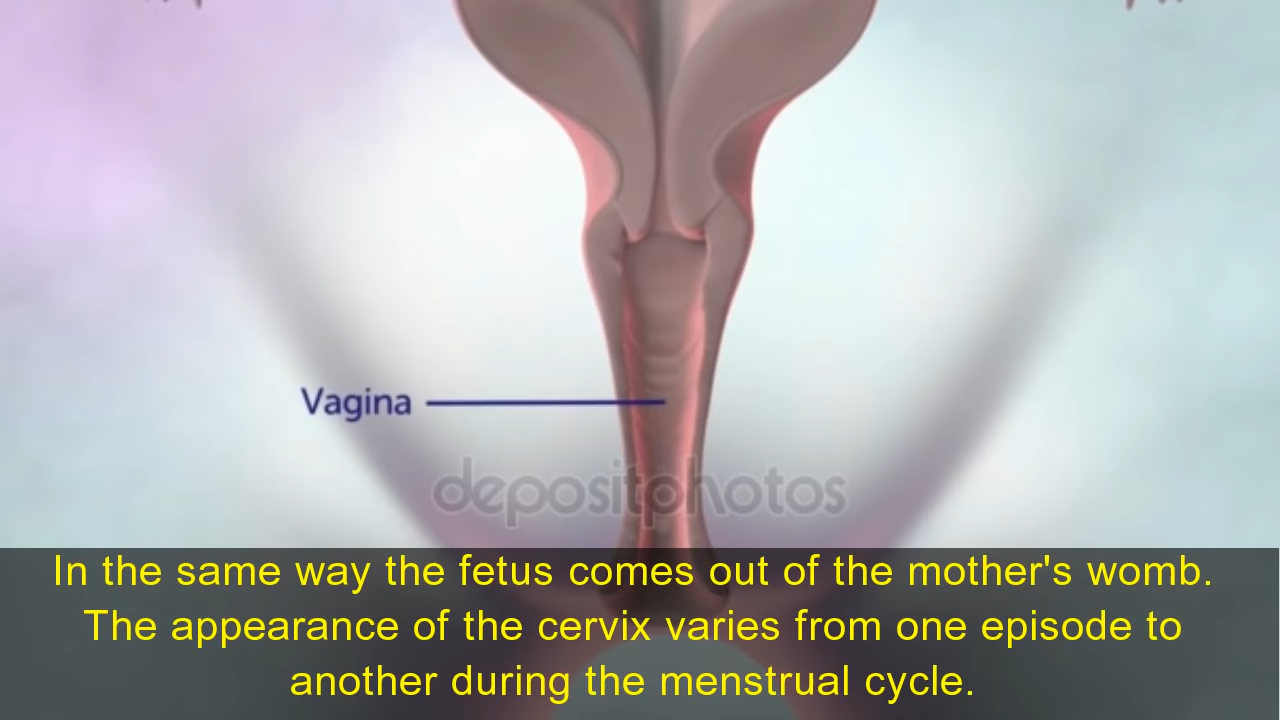 Vagina
depositphotos
In the same way the fetus comes out of the mother's womb.
The appearance of the cervix varies from one episode to
another during the menstrual cycle.